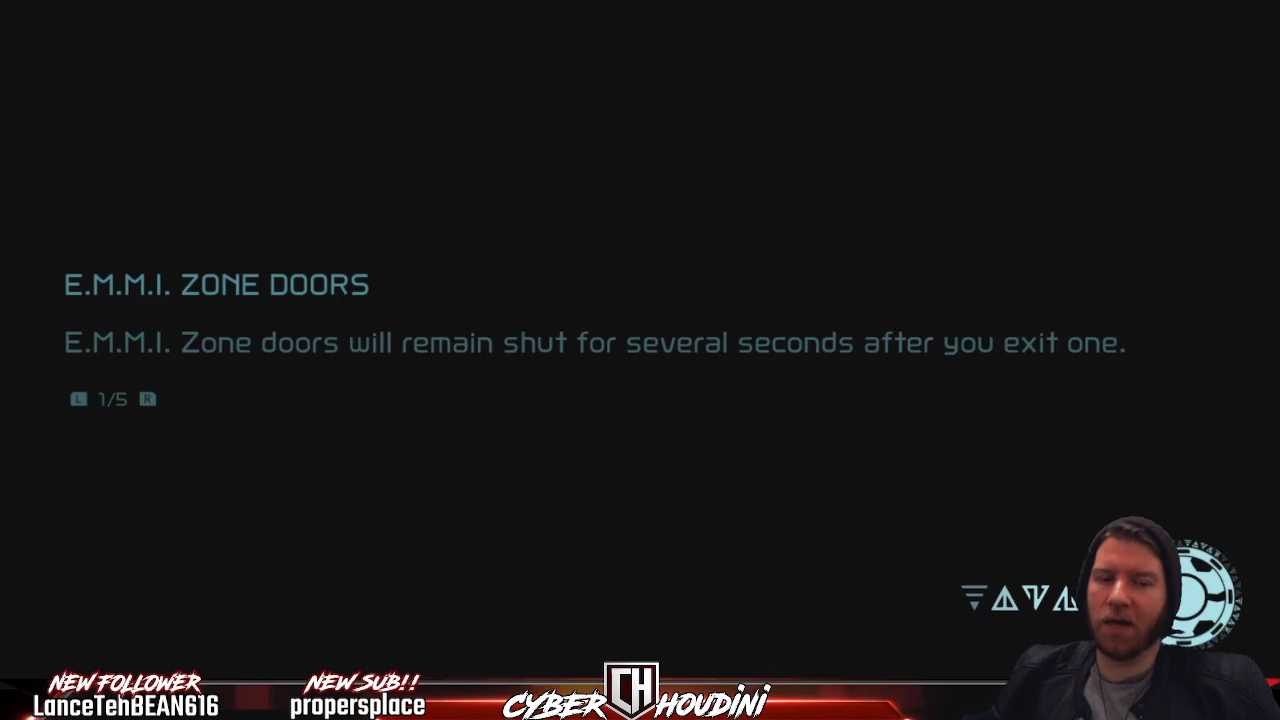 E.M.M.I. ZONE DOORS
E.M.M.I. Zone doors will remain shut for several seconds after you exit one.
L 1/5 R
NEW FOLLOWER
LanceTenBEAN616
NEW SUB!!
propersplace
CYBER CH HOUDINI